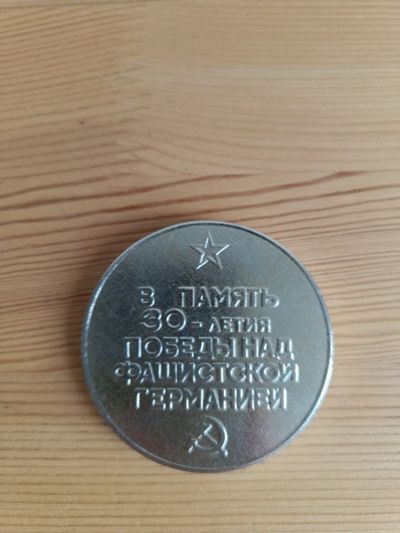 В ПАМЯТЬ
30-ЛЕТИЯ
ПОБЕДЫ НАД
ФАШИСТСКОЙ
ГЕРМАНИЕЙ